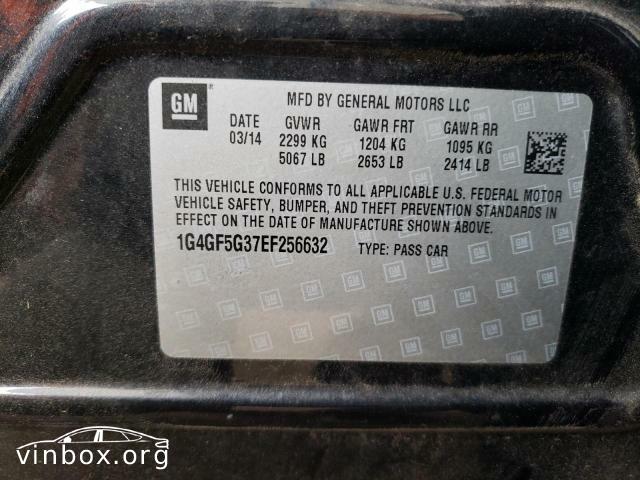 GM
MFD BY GENERAL MOTORS LLC
DATE GVWR GAWR FRT GAWR RR
03/14 2299 KG 1204 KG 1095 KG
5067 LB 2653 LB 2414 LB
THIS VEHICLE CONFORMS TO ALL APPLICABLE U.S. FEDERAL MOTOR
VEHICLE SAFETY, BUMPER, AND THEFT PREVENTION STANDARDS IN
EFFECT ON THE DATE OF MANUFACTURE SHOWN ABOVE.
1G4GF5G37EF256632 TYPE: PASS CAR
vinbox.org